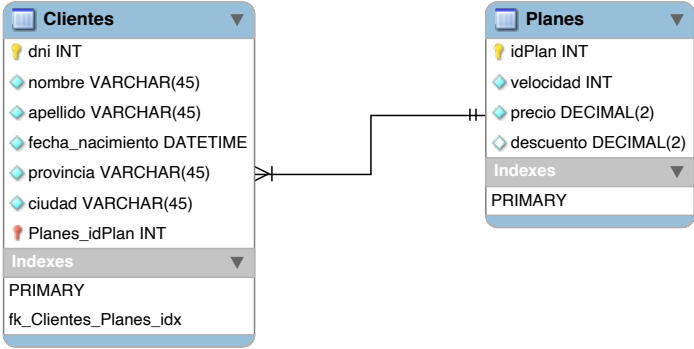 Clientes
dni INT
nombre VARCHAR(45)
apellido VARCHAR(45)
fecha_nacimiento DATETIME
provincia VARCHAR(45)
ciudad VARCHAR(45)
Planes_idPlan INT
Indexes
PRIMARY
fk_Clientes_Planes_idx
Planes
idPlan INT
velocidad INT
precio DECIMAL(2)
descuento DECIMAL(2)
Indexes
PRIMARY